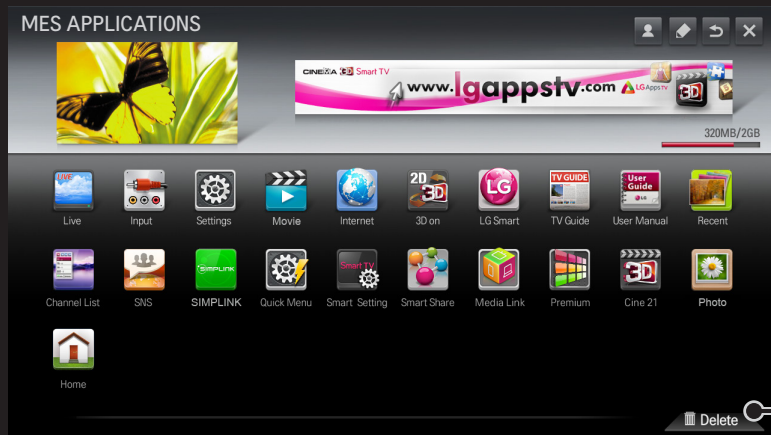 MES APPLICATIONS
CINEMA 3D Smart TV
www.lgappstv.com
LG Apps TV
3D
320MB/2GB
LIVE
2D
3D
LG
TV GUIDE
User
Guide
LG
Live
Input
Settings
Movie
Internet
3D on
LG Smart
TV Guide
User Manual
Recent
SIMPLINK
Smart TV
3D
Channel List
SNS
SIMPLINK
Quick Menu
Smart Setting
Smart Share
Media Link
Premium
Cine 21
Photo
Home
Delete